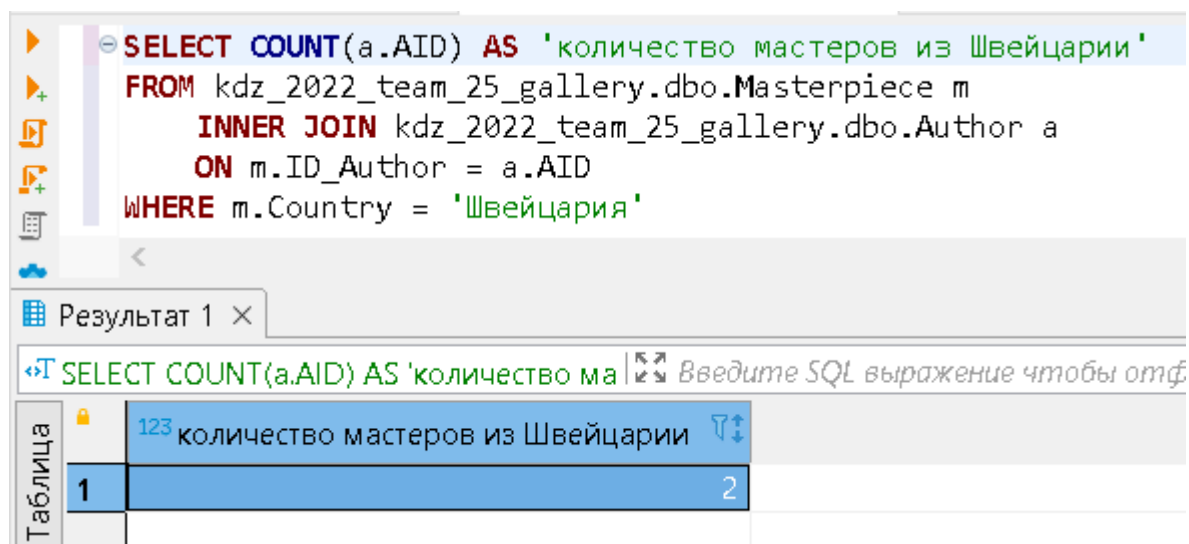 SELECT COUNT(a.AID) AS 'количество мастеров из Швейцарии'
FROM kdz_2022_team_25_gallery.dbo.Masterpiece m
INNER JOIN kdz_2022_team_25_gallery.dbo.Author a
ON m.ID_Author = a.AID
WHERE m.Country = 'Швейцария'
Результат 1
SELECT COUNT(a.AID) AS 'количество ма Введите SQL выражение чтобы отф
Таблица
123 количество мастеров из Швейцарии
1 2